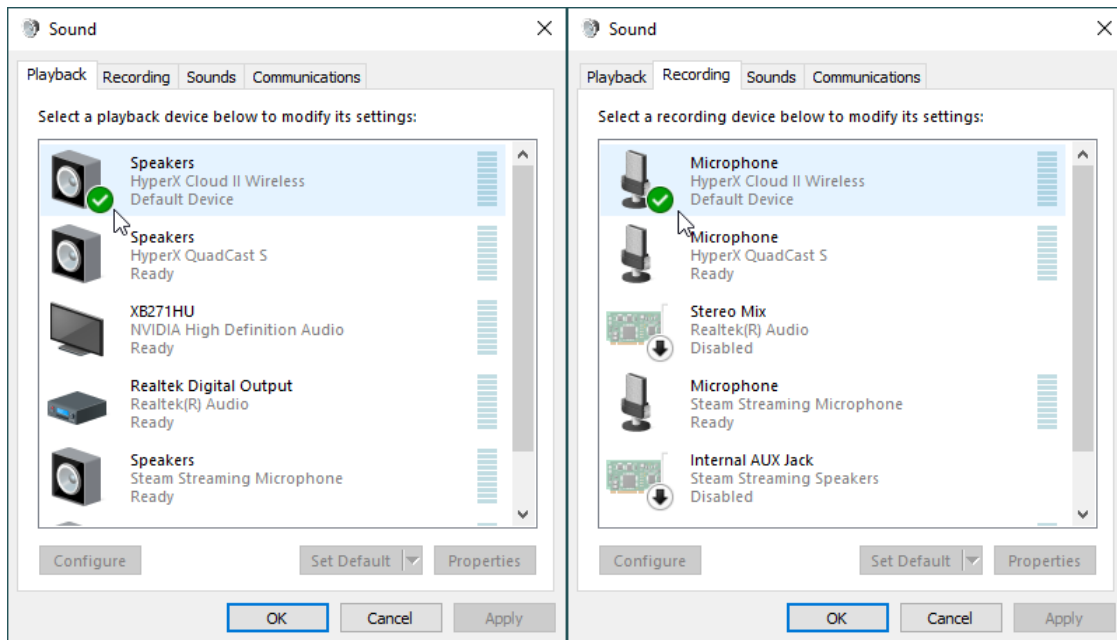 Sound
Playback Recording Sounds Communications
Select a playback device below to modify its settings:
Speakers
HyperX Cloud II Wireless
Default Device
Speakers
HyperX QuadCast S
Ready
XB271HU
NVIDIA High Definition Audio
Ready
Realtek Digital Output
Realtek(R) Audio
Ready
Speakers
Steam Streaming Microphone
Ready
Configure Set Default Properties
OK Cancel Apply
Sound
Playback Recording Sounds Communications
Select a recording device below to modify its settings:
Microphone
HyperX Cloud II Wireless
Default Device
Microphone
HyperX QuadCast S
Ready
Stereo Mix
Realtek(R) Audio
Disabled
Microphone
Steam Streaming Microphone
Ready
Internal AUX Jack
Steam Streaming Speakers
Disabled
Configure Set Default Properties
OK Cancel Apply